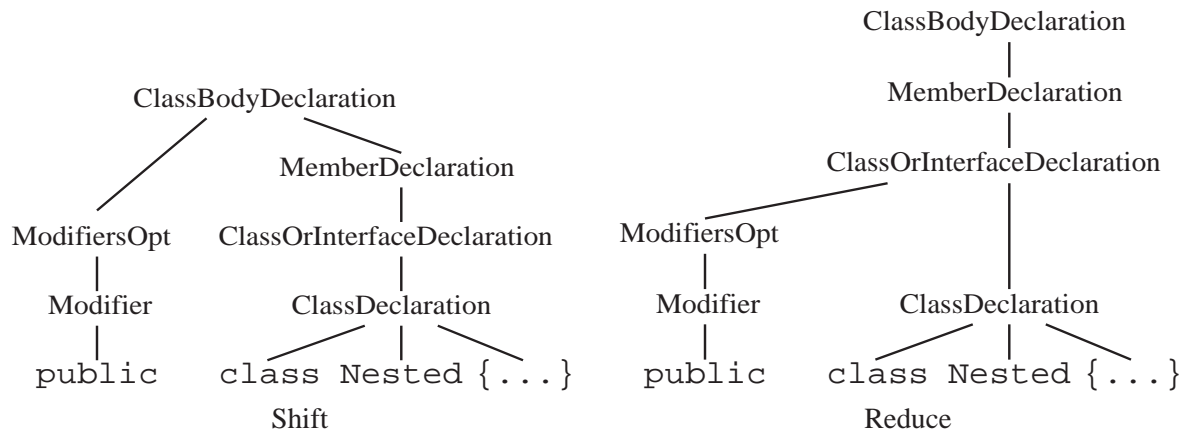 ClassBodyDeclaration
MemberDeclaration
ModifiersOpt ClassOrInterfaceDeclaration
Modifier ClassDeclaration
public class Nested {...}
Shift
ClassBodyDeclaration
MemberDeclaration
ClassOrInterfaceDeclaration
ModifiersOpt
Modifier ClassDeclaration
public class Nested {...}
Reduce